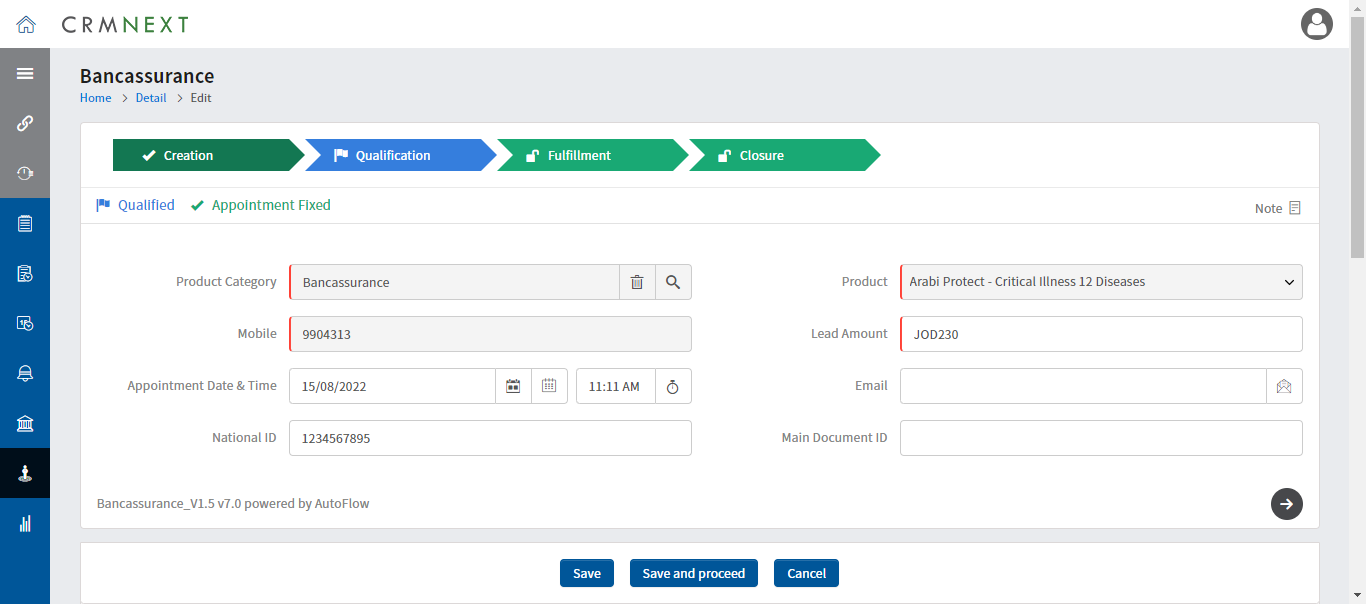 CRMNEXT
Bancassurance
Home > Detail > Edit
Creation Qualification Fulfillment Closure
Qualified Appointment Fixed Note
Product Category Bancassurance Product Arabi Protect - Critical Illness 12 Diseases
Mobile 9904313 Lead Amount JOD230
Appointment Date & Time 15/08/2022 11:11 AM Email
National ID 1234567895 Main Document ID
Bancassurance_V1.5 v7.0 powered by AutoFlow
Save Save and proceed Cancel